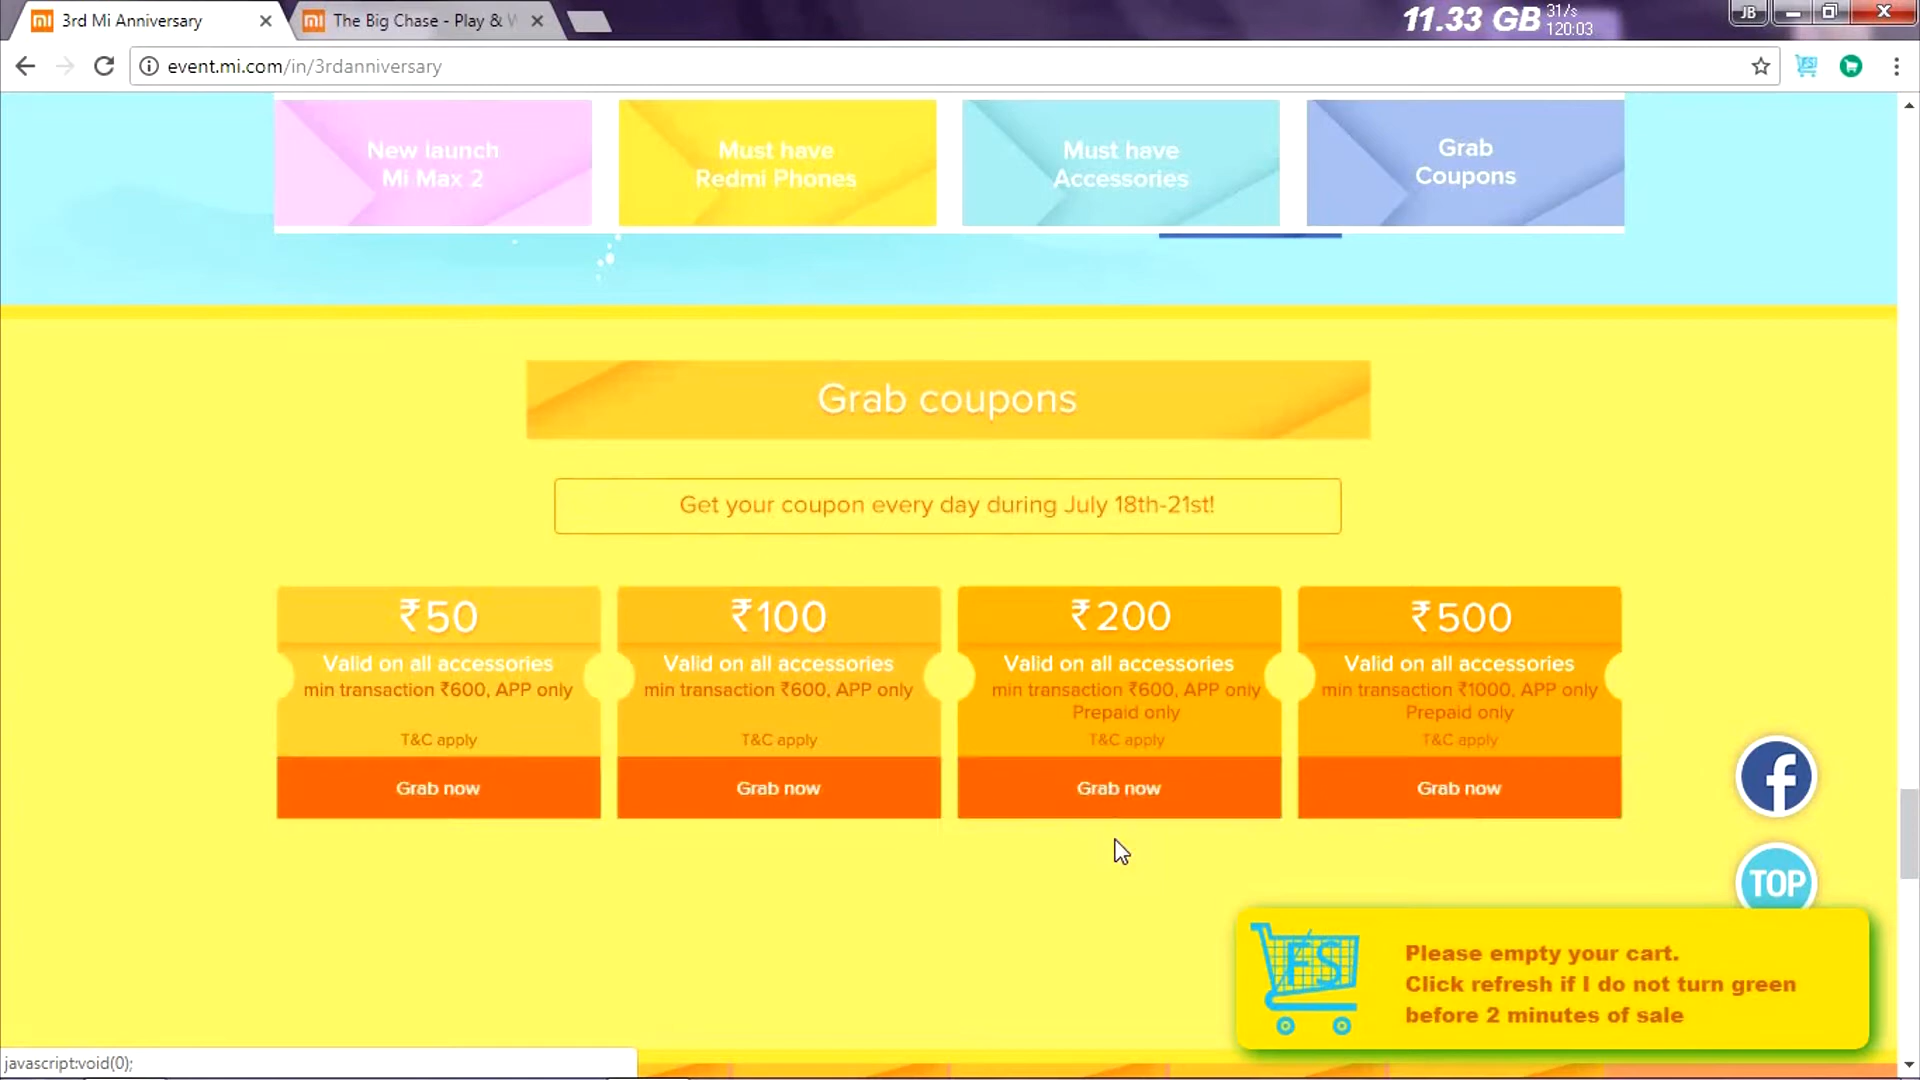 3rd Mi Anniversary
The Big Chase - Play & W
11.33 GB
31/s
120:03
JB
event.mi.com/in/3rdanniversary
New launch
Mi Max 2
Must have
Redmi Phones
Must have
Accessories
Grab
Coupons
Grab coupons
Get your coupon every day during July 18th-21st!
₹50
Valid on all accessories
min transaction ₹600, APP only
T&C apply
Grab now
₹100
Valid on all accessories
min transaction ₹600, APP only
T&C apply
Grab now
₹200
Valid on all accessories
min transaction ₹600, APP only
Prepaid only
T&C apply
Grab now
₹500
Valid on all accessories
min transaction ₹1000, APP only
Prepaid only
T&C apply
Grab now
TOP
FS
Please empty your cart.
Click refresh if I do not turn green
before 2 minutes of sale
javascript:void(0);